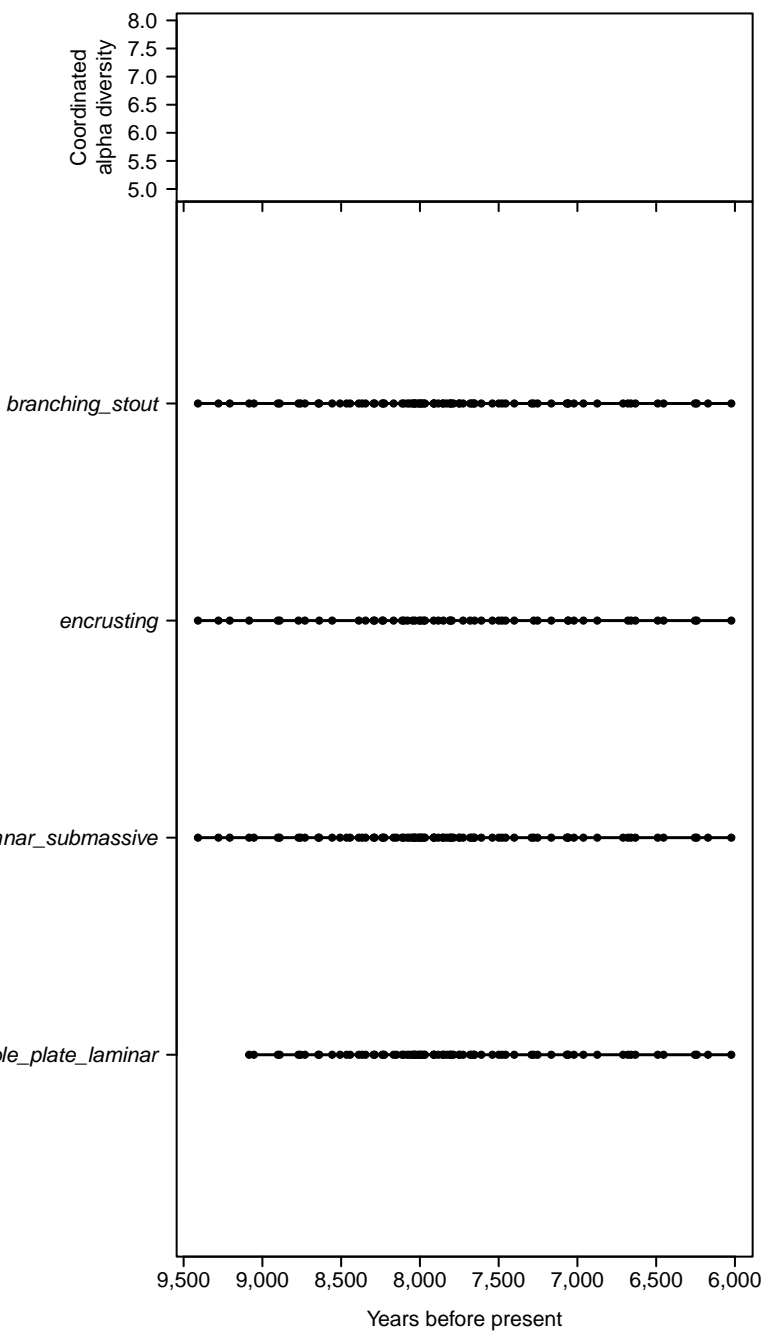 Coordinated
alpha diversity
8.0
7.5
7.0
6.5
6.0
5.5
5.0
branching_stout
encrusting
nar_submassive
le_plate_laminar
9,500 9,000 8,500 8,000 7,500 7,000 6,500 6,000
Years before present